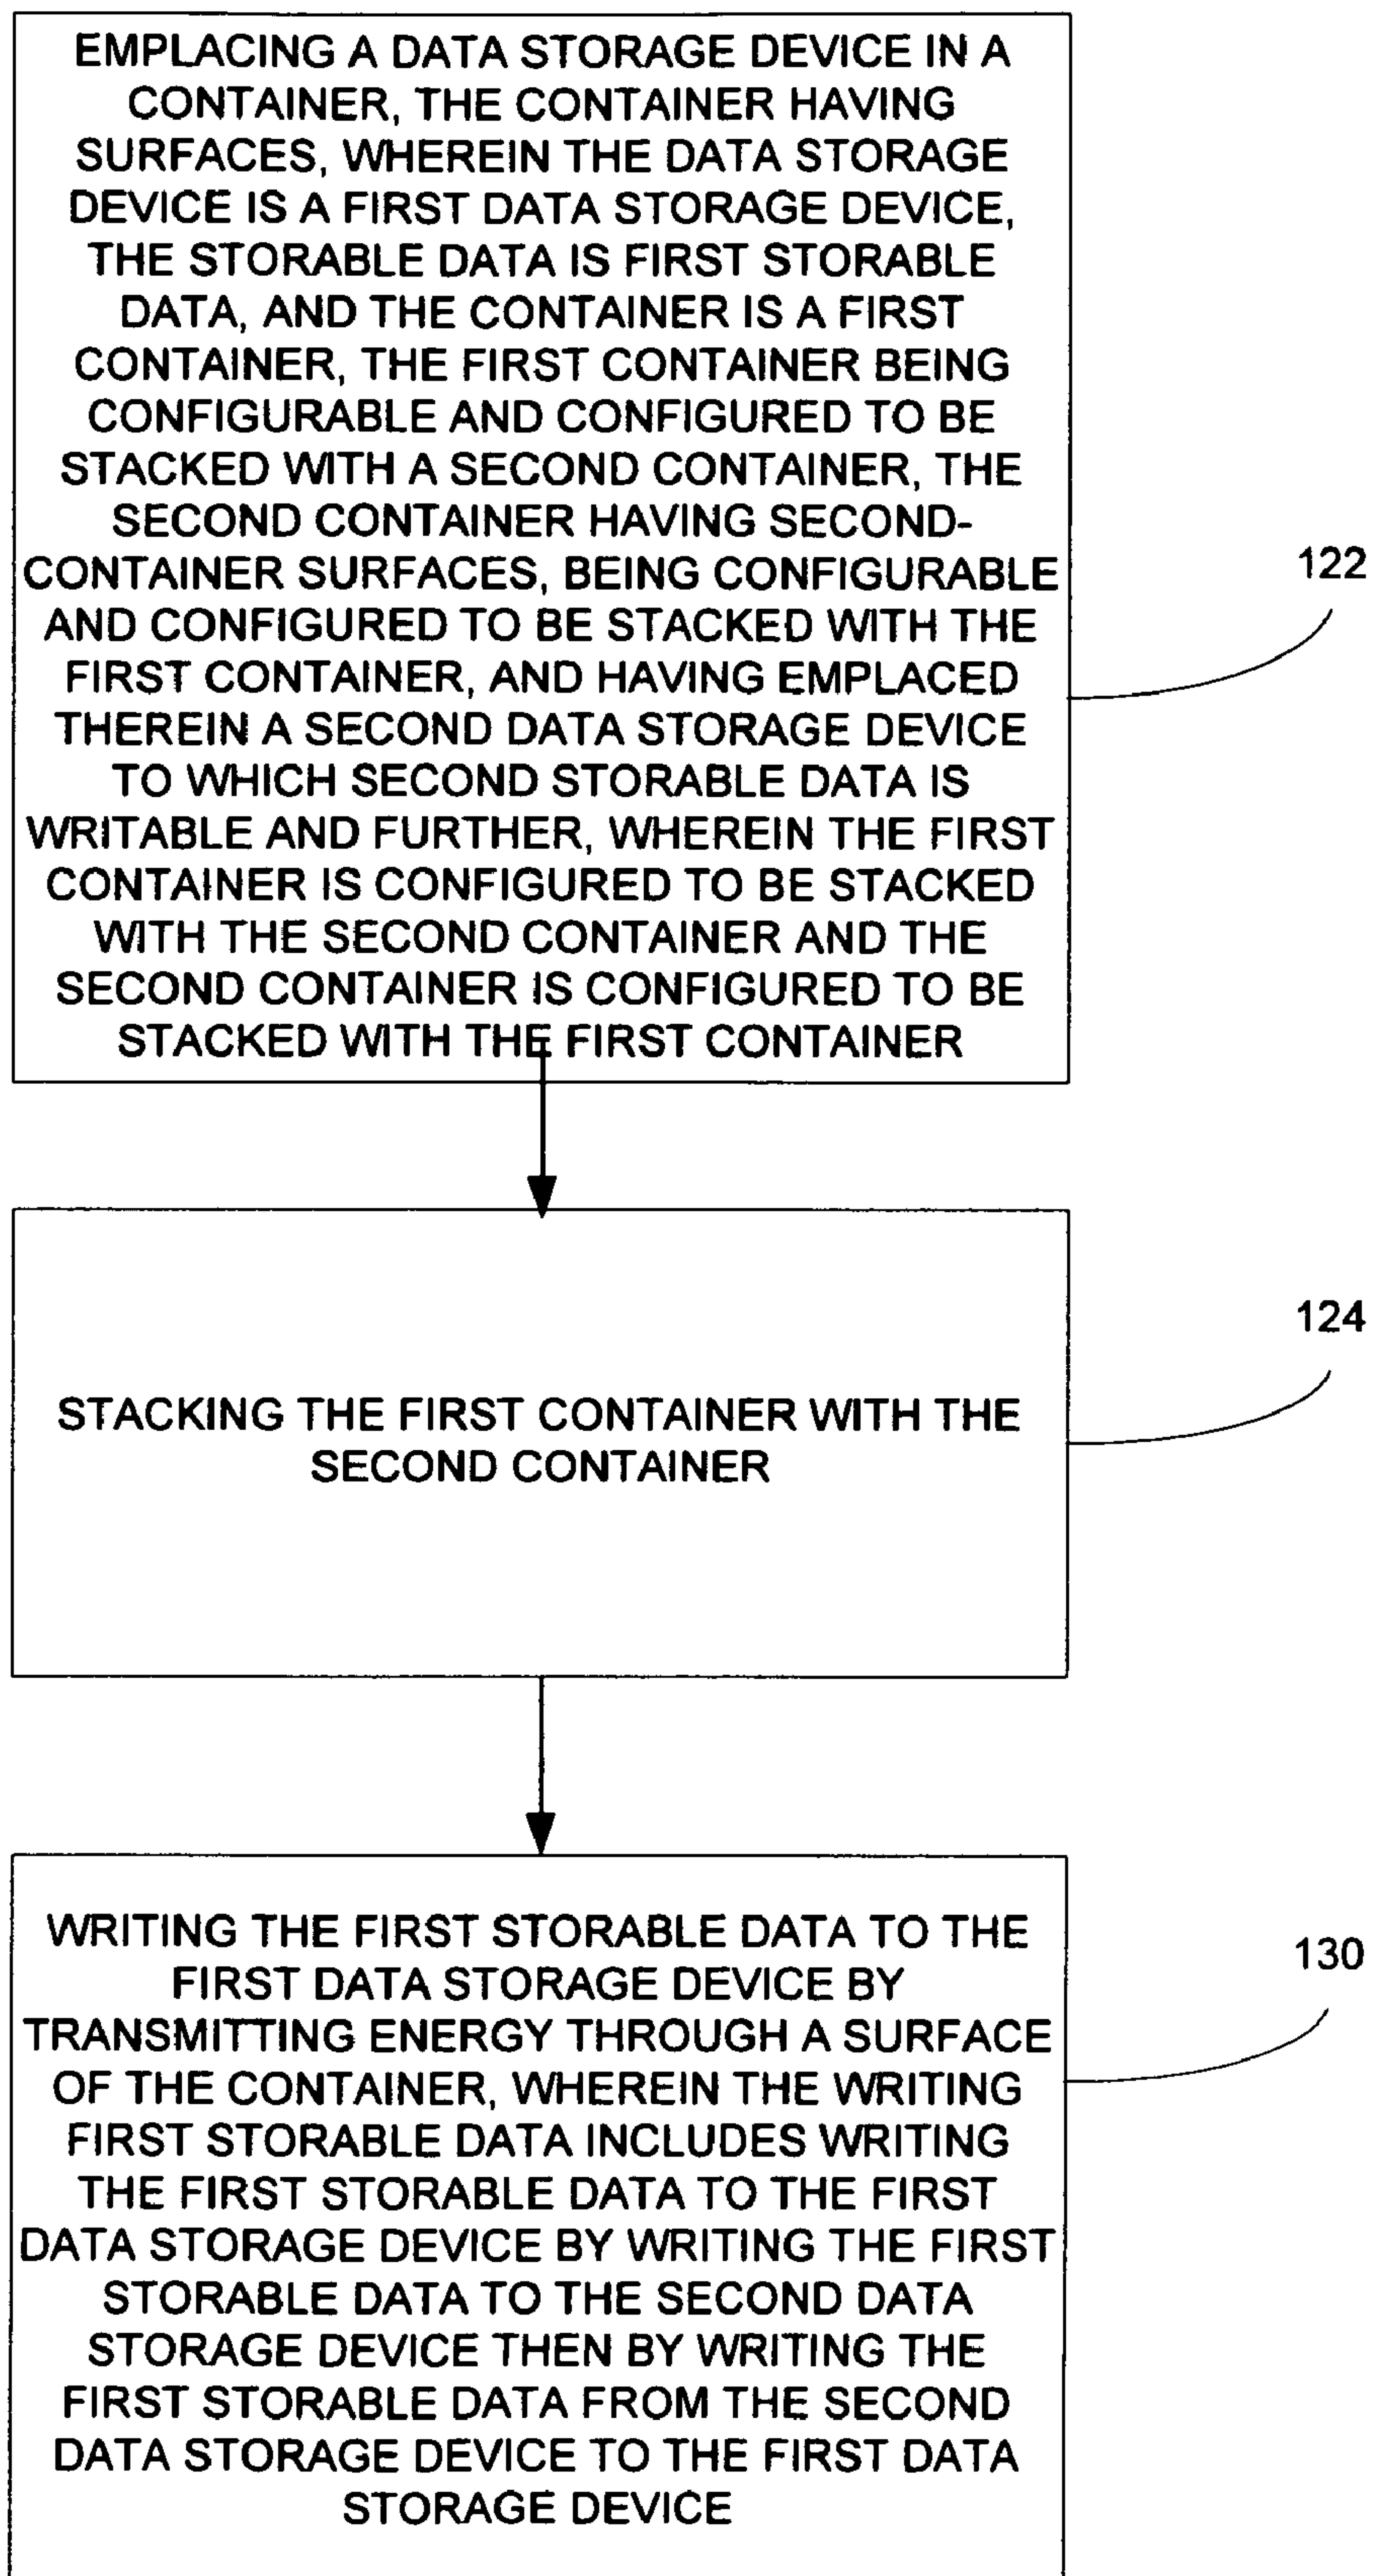 EMPLACING A DATA STORAGE DEVICE IN A
CONTAINER, THE CONTAINER HAVING
SURFACES, WHEREIN THE DATA STORAGE
DEVICE IS A FIRST DATA STORAGE DEVICE,
THE STORABLE DATA IS FIRST STORABLE
DATA, AND THE CONTAINER IS A FIRST
CONTAINER, THE FIRST CONTAINER BEING
CONFIGURABLE AND CONFIGURED TO BE
STACKED WITH A SECOND CONTAINER, THE
SECOND CONTAINER HAVING SECOND-
CONTAINER SURFACES, BEING CONFIGURABLE
AND CONFIGURED TO BE STACKED WITH THE
FIRST CONTAINER, AND HAVING EMPLACED
THEREIN A SECOND DATA STORAGE DEVICE
TO WHICH SECOND STORABLE DATA IS
WRITABLE AND FURTHER, WHEREIN THE FIRST
CONTAINER IS CONFIGURED TO BE STACKED
WITH THE SECOND CONTAINER AND THE
SECOND CONTAINER IS CONFIGURED TO BE
STACKED WITH THE FIRST CONTAINER
122
STACKING THE FIRST CONTAINER WITH THE
SECOND CONTAINER
124
WRITING THE FIRST STORABLE DATA TO THE
FIRST DATA STORAGE DEVICE BY
TRANSMITTING ENERGY THROUGH A SURFACE
OF THE CONTAINER, WHEREIN THE WRITING
FIRST STORABLE DATA INCLUDES WRITING
THE FIRST STORABLE DATA TO THE FIRST
DATA STORAGE DEVICE BY WRITING THE FIRST
STORABLE DATA TO THE SECOND DATA
STORAGE DEVICE THEN BY WRITING THE
FIRST STORABLE DATA FROM THE SECOND
DATA STORAGE DEVICE TO THE FIRST DATA
STORAGE DEVICE
130